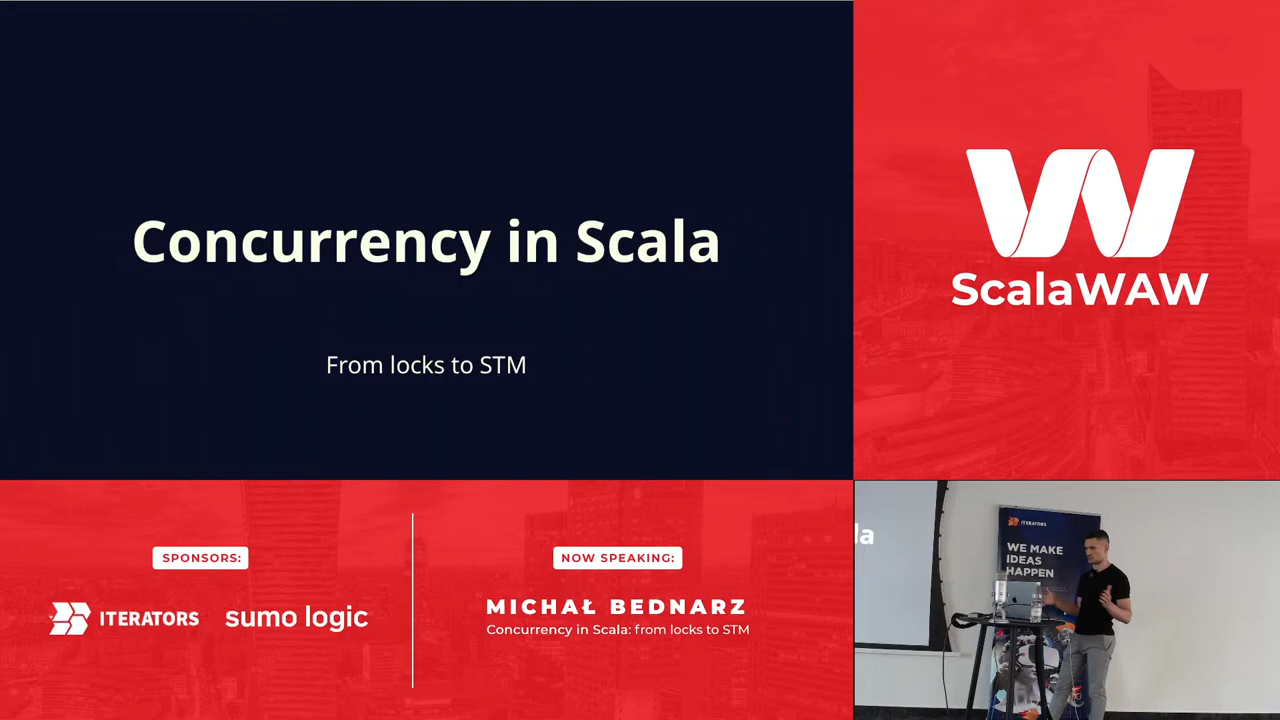 Concurrency in Scala
From locks to STM
ScalaWAW
SPONSORS:
ITERATORS
sumo logic
NOW SPEAKING:
MICHAŁ BEDNARZ
Concurrency in Scala: from locks to STM
la
ITERATORS
WE MAKE
IDEAS
HAPPEN